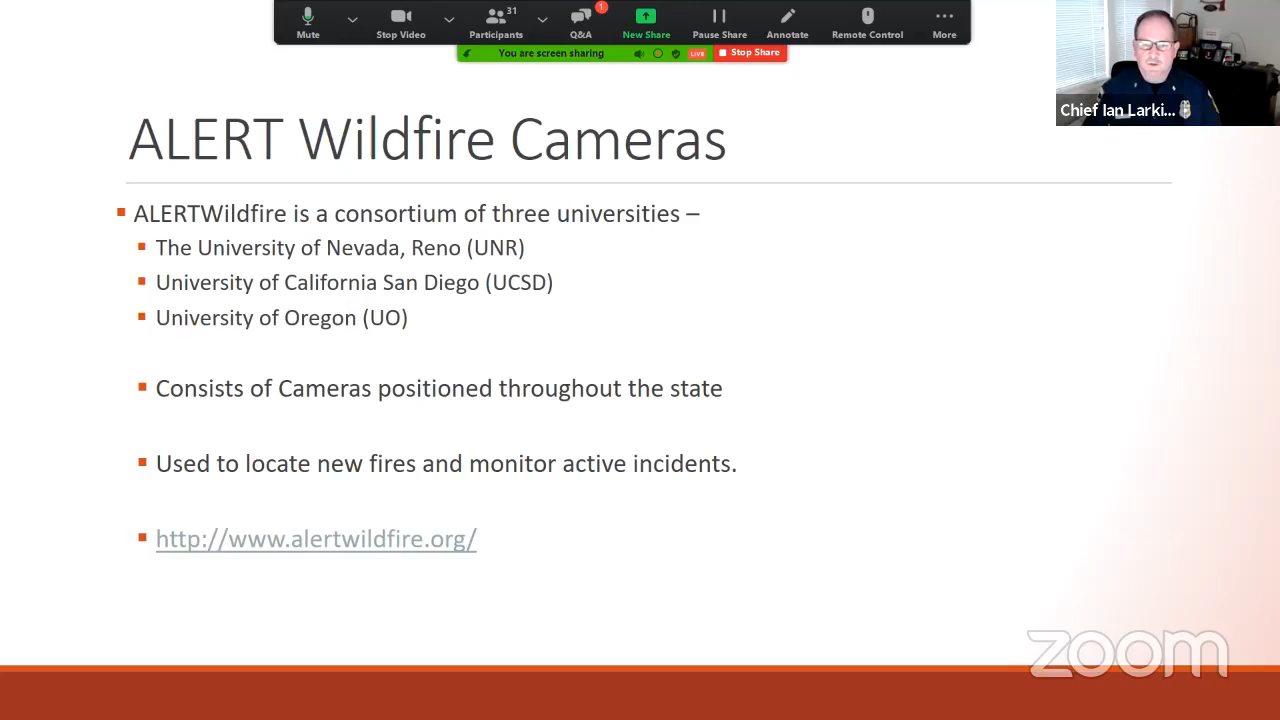 31
1
Mute
Stop Video
Participants
Q&A
New Share
Pause Share
Annotate
Remote Control
More
You are screen sharing
LIVE
Stop Share
Chief Ian Larki...
ALERT Wildfire Cameras
ALERTWildfire is a consortium of three universities –
The University of Nevada, Reno (UNR)
University of California San Diego (UCSD)
University of Oregon (UO)
Consists of Cameras positioned throughout the state
Used to locate new fires and monitor active incidents.
http://www.alertwildfire.org/
zoom